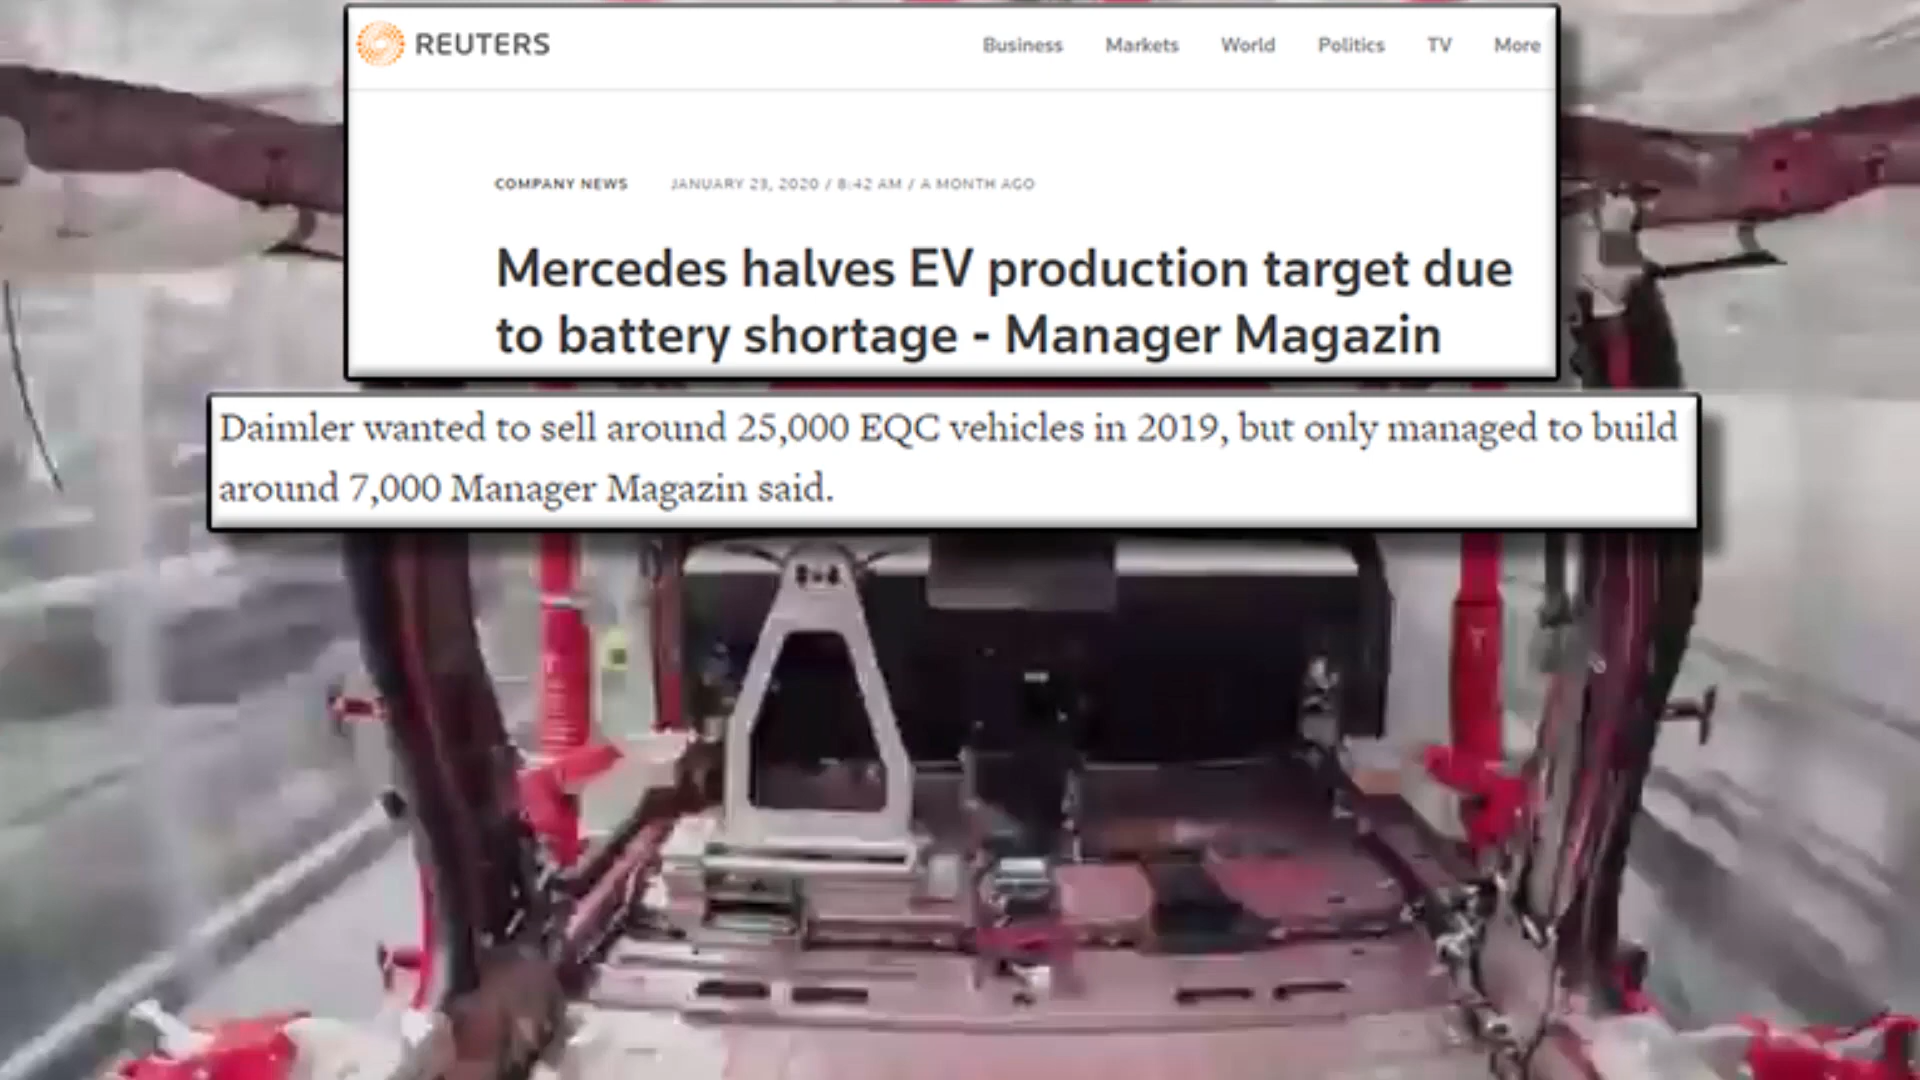 REUTERS
Business Markets World Politics TV More
COMPANY NEWS JANUARY 23, 2020 / 8:42 AM / A MONTH AGO
Mercedes halves EV production target due
to battery shortage - Manager Magazin
Daimler wanted to sell around 25,000 EQC vehicles in 2019, but only managed to build
around 7,000 Manager Magazin said.